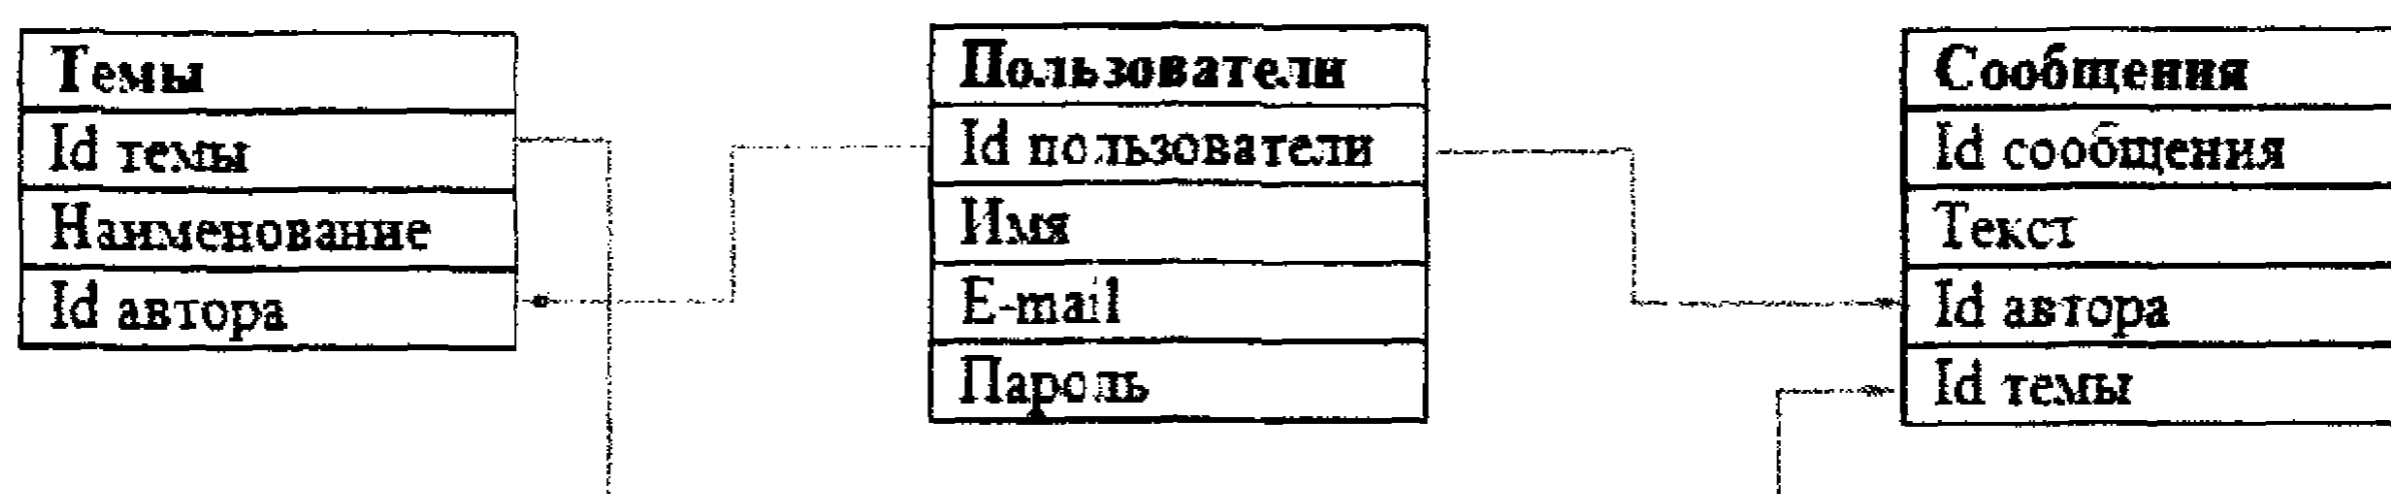 Темы
Id темы
Наименование
Id автора
Пользователи
Id пользователи
Имя
E-mail
Пароль
Сообщения
Id сообщения
Текст
Id автора
Id темы